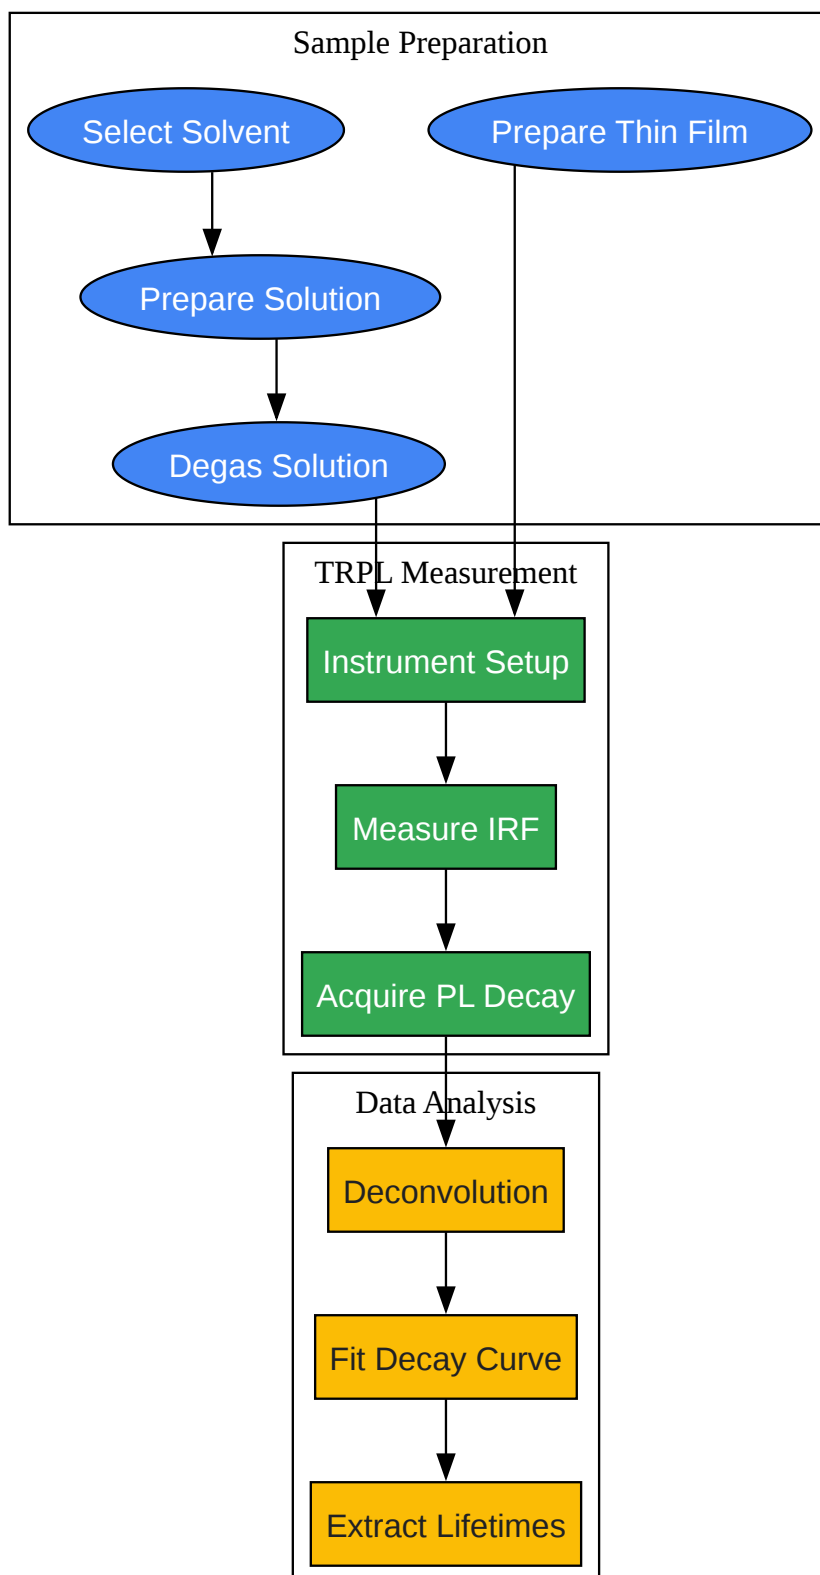 Sample Preparation
Select Solvent
Prepare Thin Film
Prepare Solution
Degas Solution
TRPL Measurement
Instrument Setup
Measure IRF
Acquire PL Decay
Data Analysis
Deconvolution
Fit Decay Curve
Extract Lifetimes